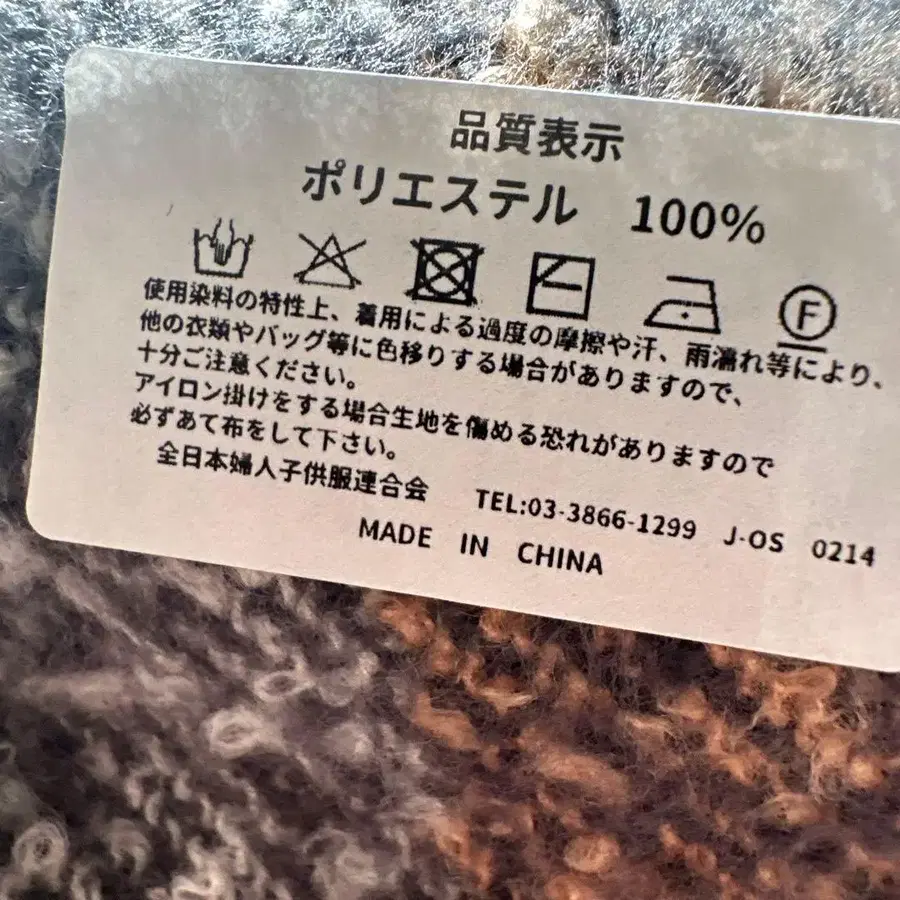 品質表示
ポリエステル 100%
F
使用染料の特性上、着用による過度の摩擦や汗、雨濡れ等により、
他の衣類やバッグ等に色移りする場合がありますので、
十分ご注意ください。
アイロン掛けをする場合生地を傷める恐れがありますので
必ずあて布をして下さい。
全日本婦人子供服連合会 TEL:03-3866-1299 J-OS 0214
MADE IN CHINA